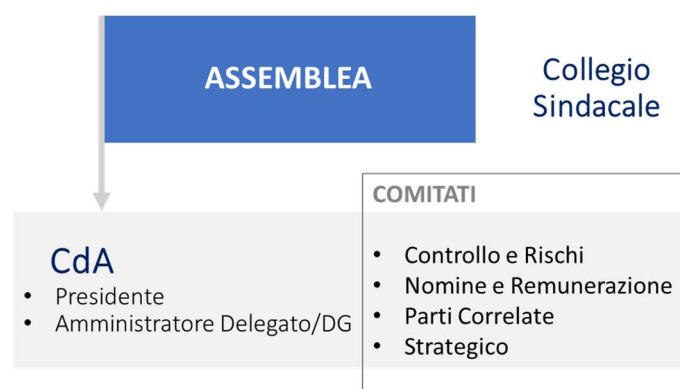 ASSEMBLEA
Collegio
Sindacale
COMITATI
CdA
• Presidente
• Amministratore Delegato/DG
• Controllo e Rischi
• Nomine e Remunerazione
• Parti Correlate
• Strategico